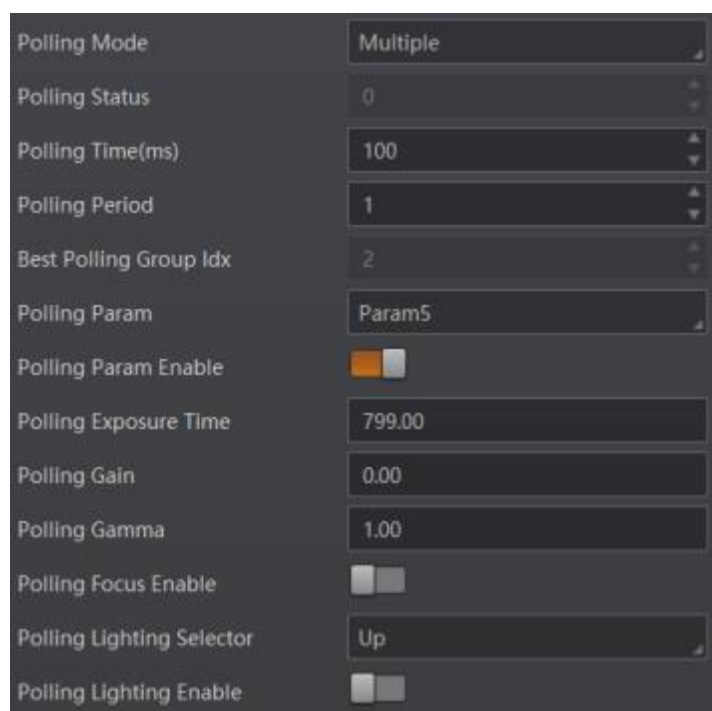 Polling Mode Multiple
Polling Status 0
Polling Time(ms) 100
Polling Period 1
Best Polling Group Idx 2
Polling Param Param5
Polling Param Enable
Polling Exposure Time 799.00
Polling Gain 0.00
Polling Gamma 1.00
Polling Focus Enable
Polling Lighting Selector Up
Polling Lighting Enable